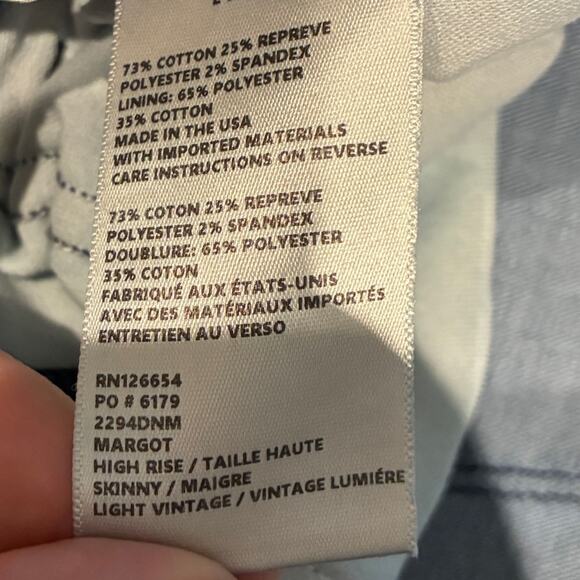 73% COTTON 25% REPREVE
POLYESTER 2% SPANDEX
LINING: 65% POLYESTER
35% COTTON
MADE IN THE USA
WITH IMPORTED MATERIALS
CARE INSTRUCTIONS ON REVERSE
73% COTON 25% REPREVE
POLYESTER 2% SPANDEX
DOUBLURE: 65% POLYESTER
35% COTON
FABRIQUÉ AUX ÉTATS-UNIS
AVEC DES MATÉRIAUX IMPORTÉS
ENTRETIEN AU VERSO
RN126654
PO # 6179
2294DNM
MARGOT
HIGH RISE / TAILLE HAUTE
SKINNY / MAIGRE
LIGHT VINTAGE / VINTAGE LUMIÉRE